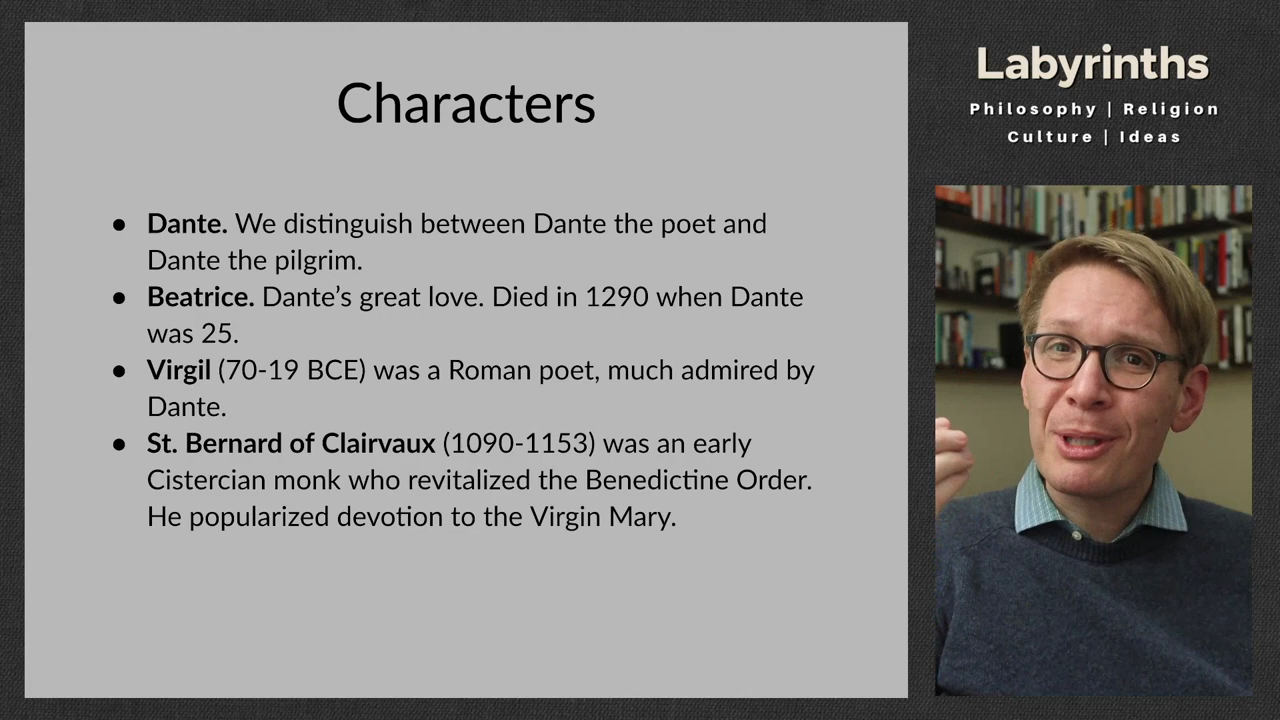 Characters
● Dante. We distinguish between Dante the poet and
Dante the pilgrim.
● Beatrice. Dante’s great love. Died in 1290 when Dante
was 25.
● Virgil (70-19 BCE) was a Roman poet, much admired by
Dante.
● St. Bernard of Clairvaux (1090-1153) was an early
Cistercian monk who revitalized the Benedictine Order.
He popularized devotion to the Virgin Mary.
Labyrinths
Philosophy | Religion
Culture | Ideas